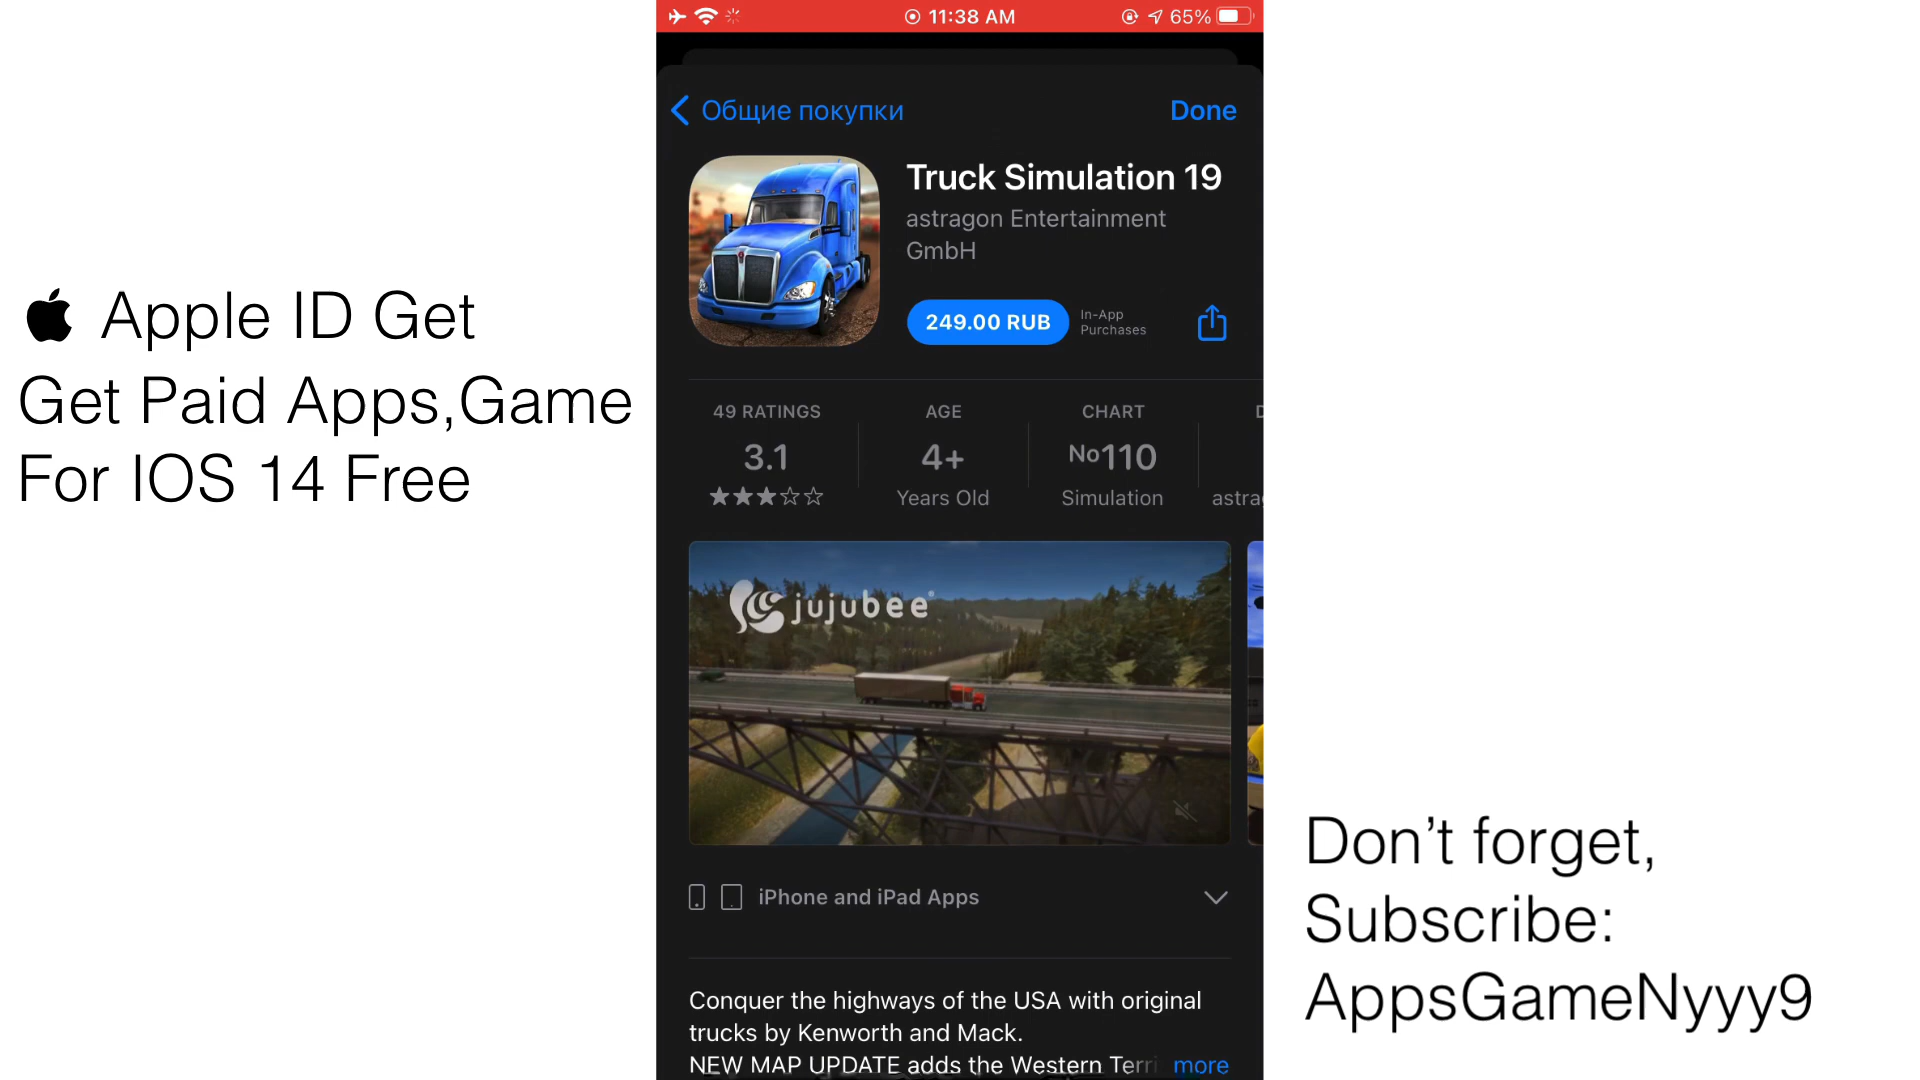 11:38 AM
65%
Общие покупки
Done
Truck Simulation 19
astragon Entertainment
GmbH
249.00 RUB
In-App
Purchases
49 RATINGS
3.1
AGE
4+
Years Old
CHART
No110
Simulation
astra
jujubee
iPhone and iPad Apps
Conquer the highways of the USA with original
trucks by Kenworth and Mack.
NEW MAP UPDATE adds the Western Terri
more
Apple ID Get
Get Paid Apps,Game
For IOS 14 Free
Don't forget,
Subscribe:
AppsGameNyyy9